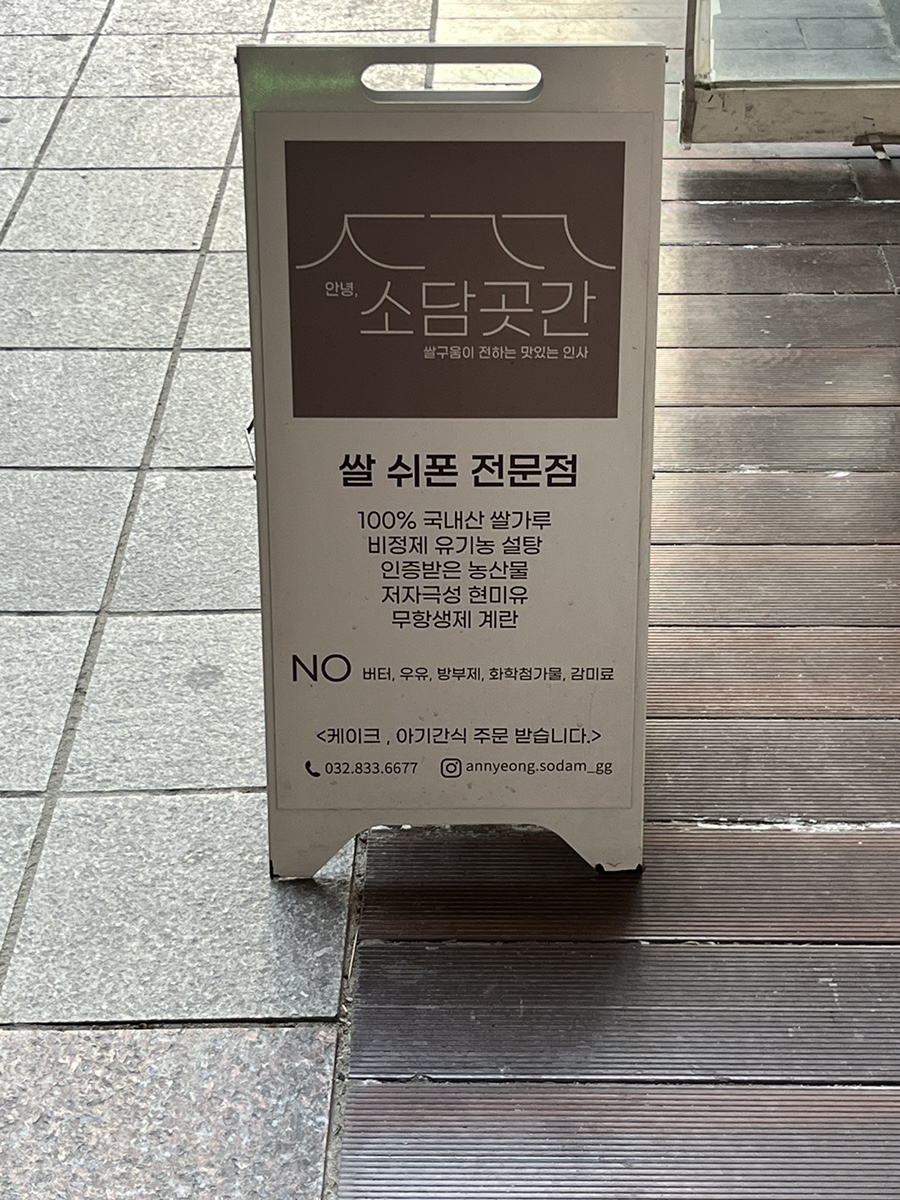 안녕,
소담곳간
쌀구움이 전하는 맛있는 인사
쌀 쉬폰 전문점
100% 국내산 쌀가루
비정제 유기농 설탕
인증받은 농산물
저자극성 현미유
무항생제 계란
NO 버터, 우유, 방부제, 화학첨가물, 감미료
<케이크 , 아기간식 주문 받습니다.>
032.833.6677 annyeong.sodam_gg